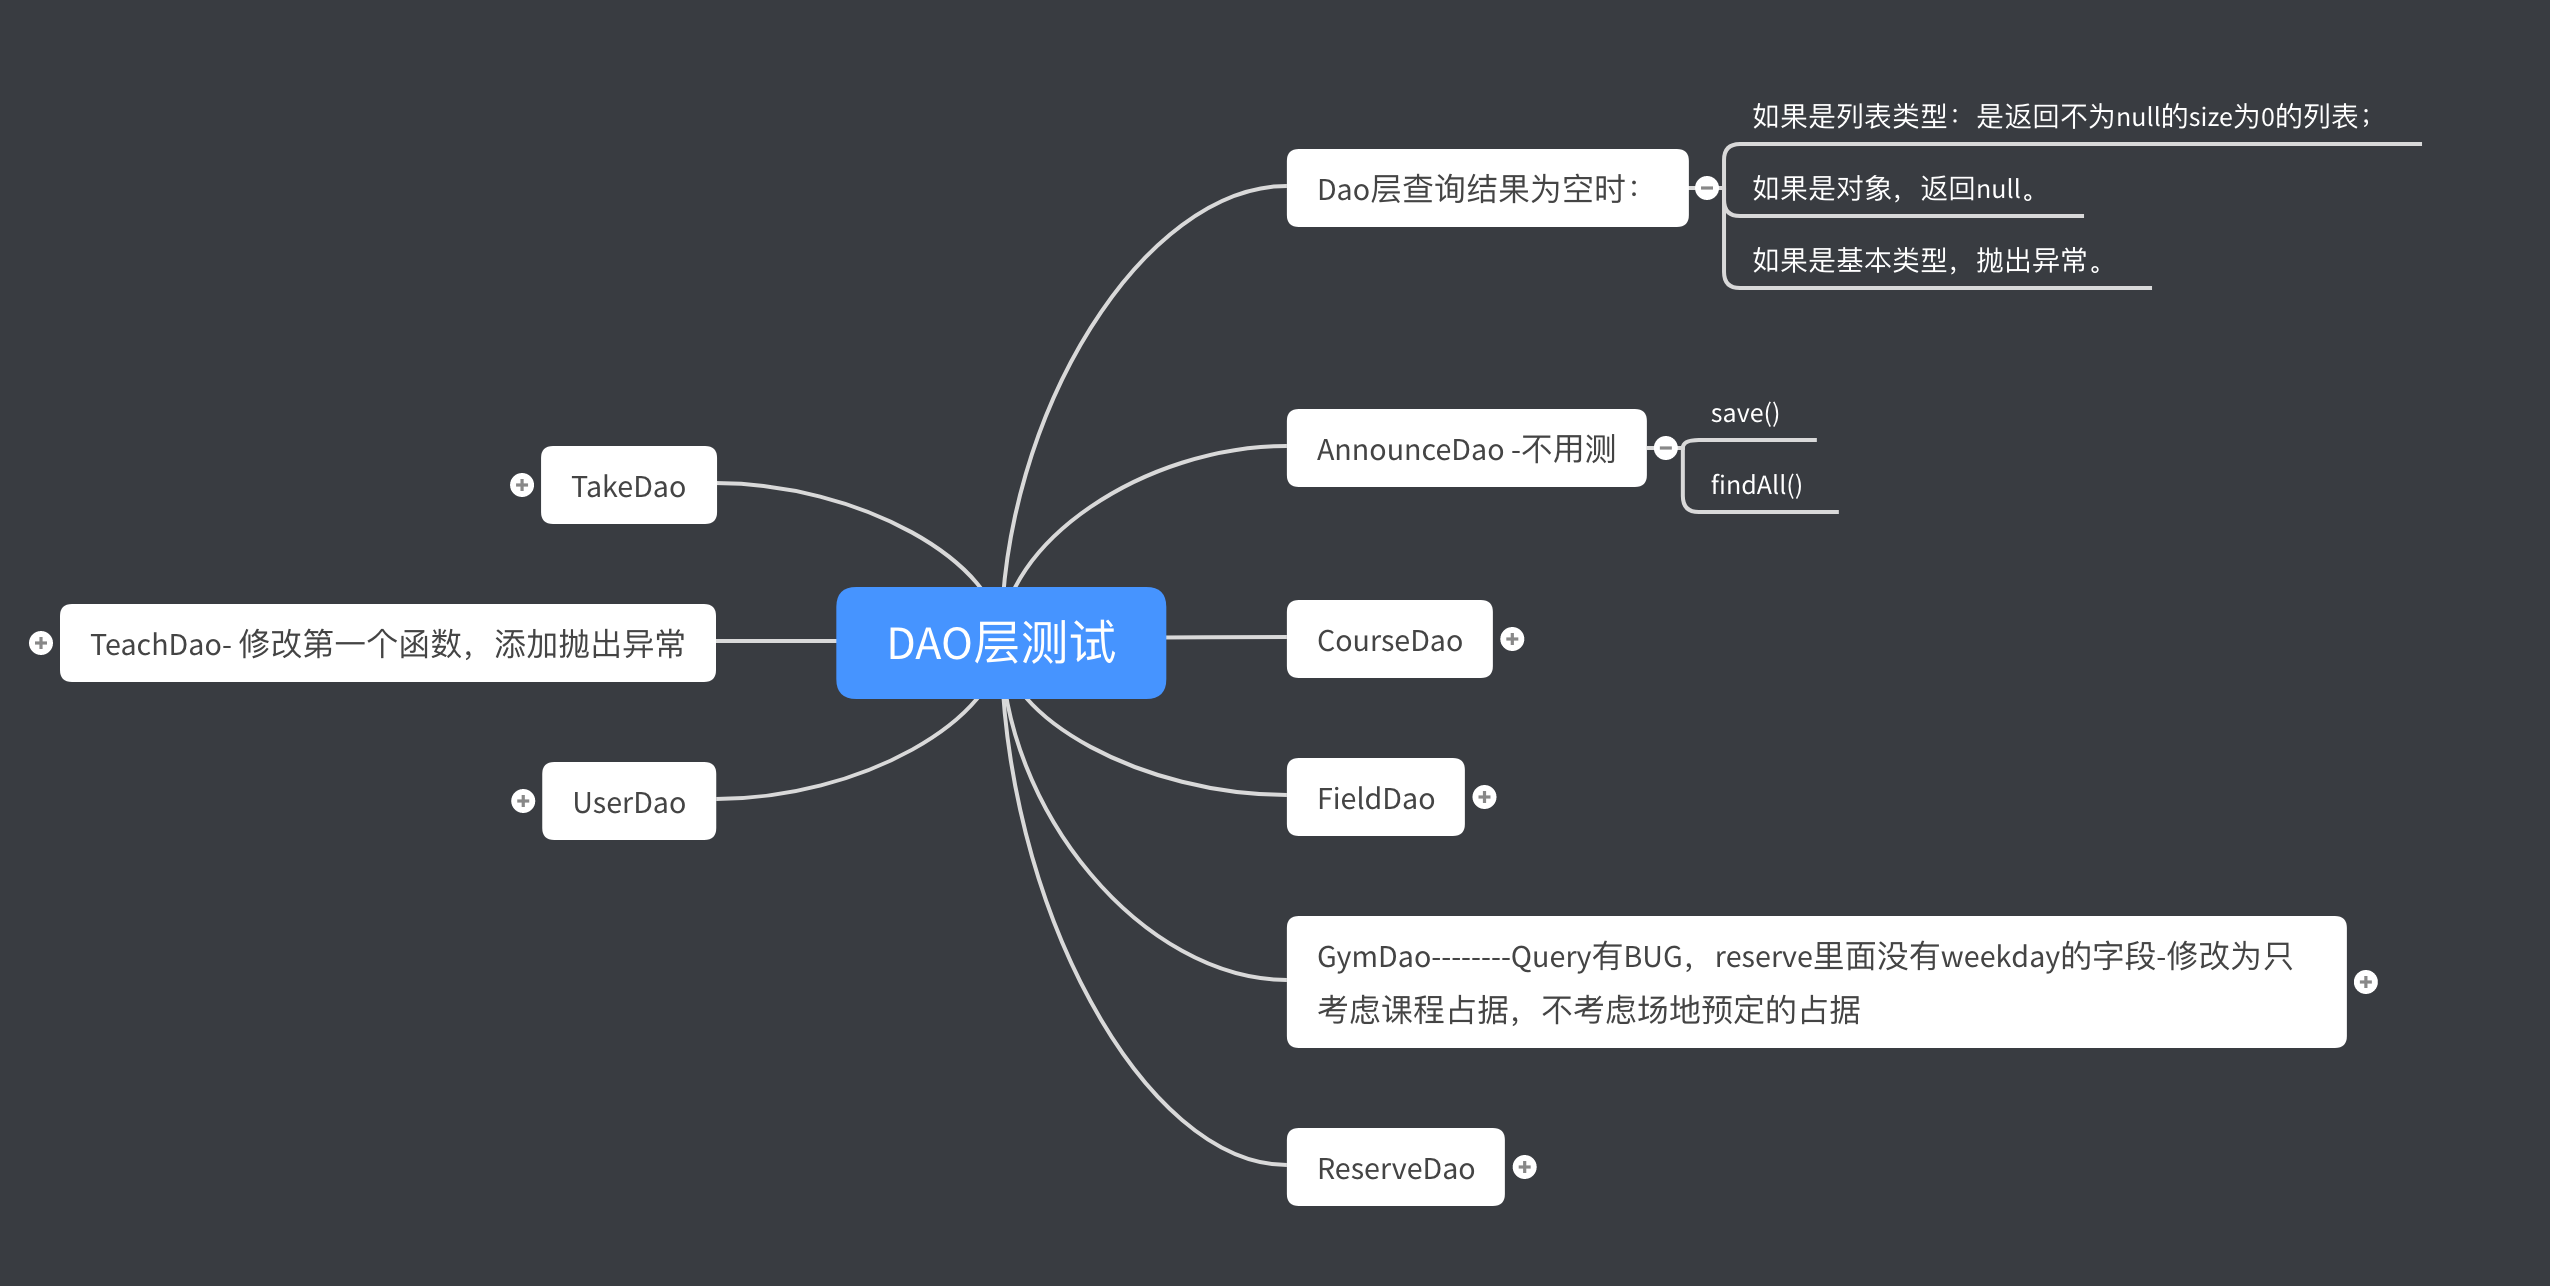 DAO层测试
Dao层查询结果为空时：
如果是列表类型：是返回不为null的size为0的列表；
如果是对象，返回null。
如果是基本类型，抛出异常。
AnnounceDao -不用测
save()
findAll()
CourseDao
FieldDao
GymDao--------Query有BUG，reserve里面没有weekday的字段-修改为只
考虑课程占据，不考虑场地预定的占据
ReserveDao
TakeDao
TeachDao- 修改第一个函数，添加抛出异常
UserDao